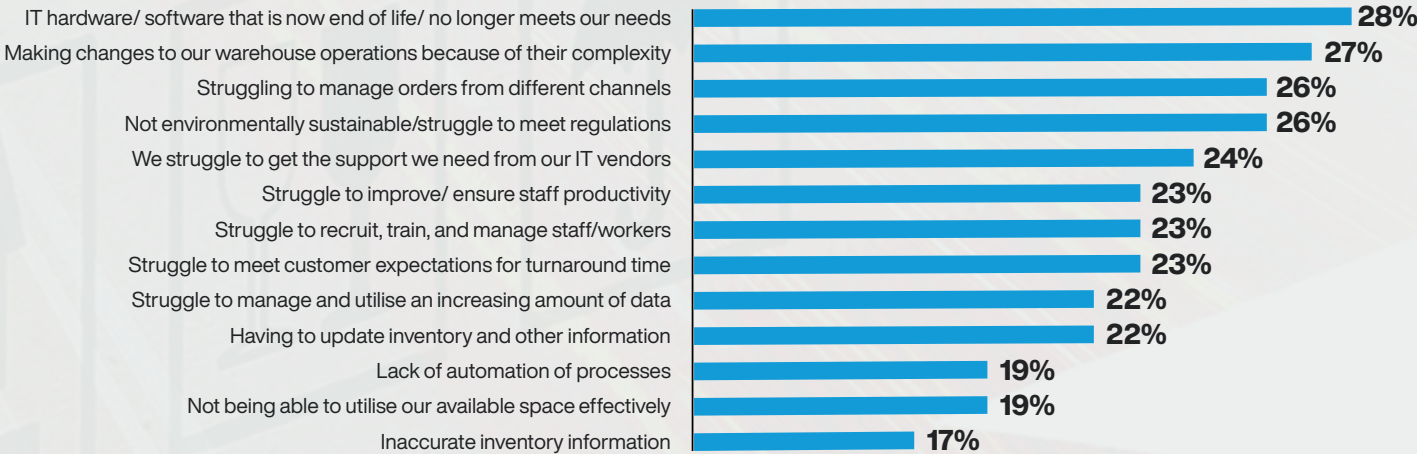 IT hardware/ software that is now end of life/ no longer meets our needs 28%
Making changes to our warehouse operations because of their complexity 27%
Struggling to manage orders from different channels 26%
Not environmentally sustainable/struggle to meet regulations 26%
We struggle to get the support we need from our IT vendors 24%
Struggle to improve/ ensure staff productivity 23%
Struggle to recruit, train, and manage staff/workers 23%
Struggle to meet customer expectations for turnaround time 23%
Struggle to manage and utilise an increasing amount of data 22%
Having to update inventory and other information 22%
Lack of automation of processes 19%
Not being able to utilise our available space effectively 19%
Inaccurate inventory information 17%